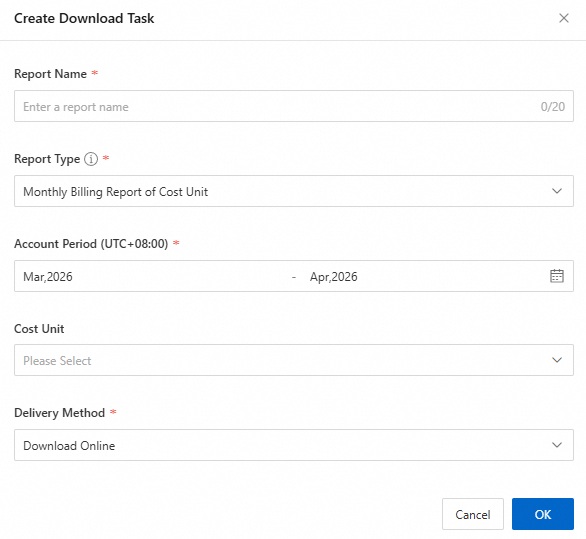 Create Download Task
Report Name *
Enter a report name 0/20
Report Type *
Monthly Billing Report of Cost Unit
Account Period (UTC+08:00) *
Mar,2026 - Apr,2026
Cost Unit
Please Select
Delivery Method *
Download Online
Cancel OK